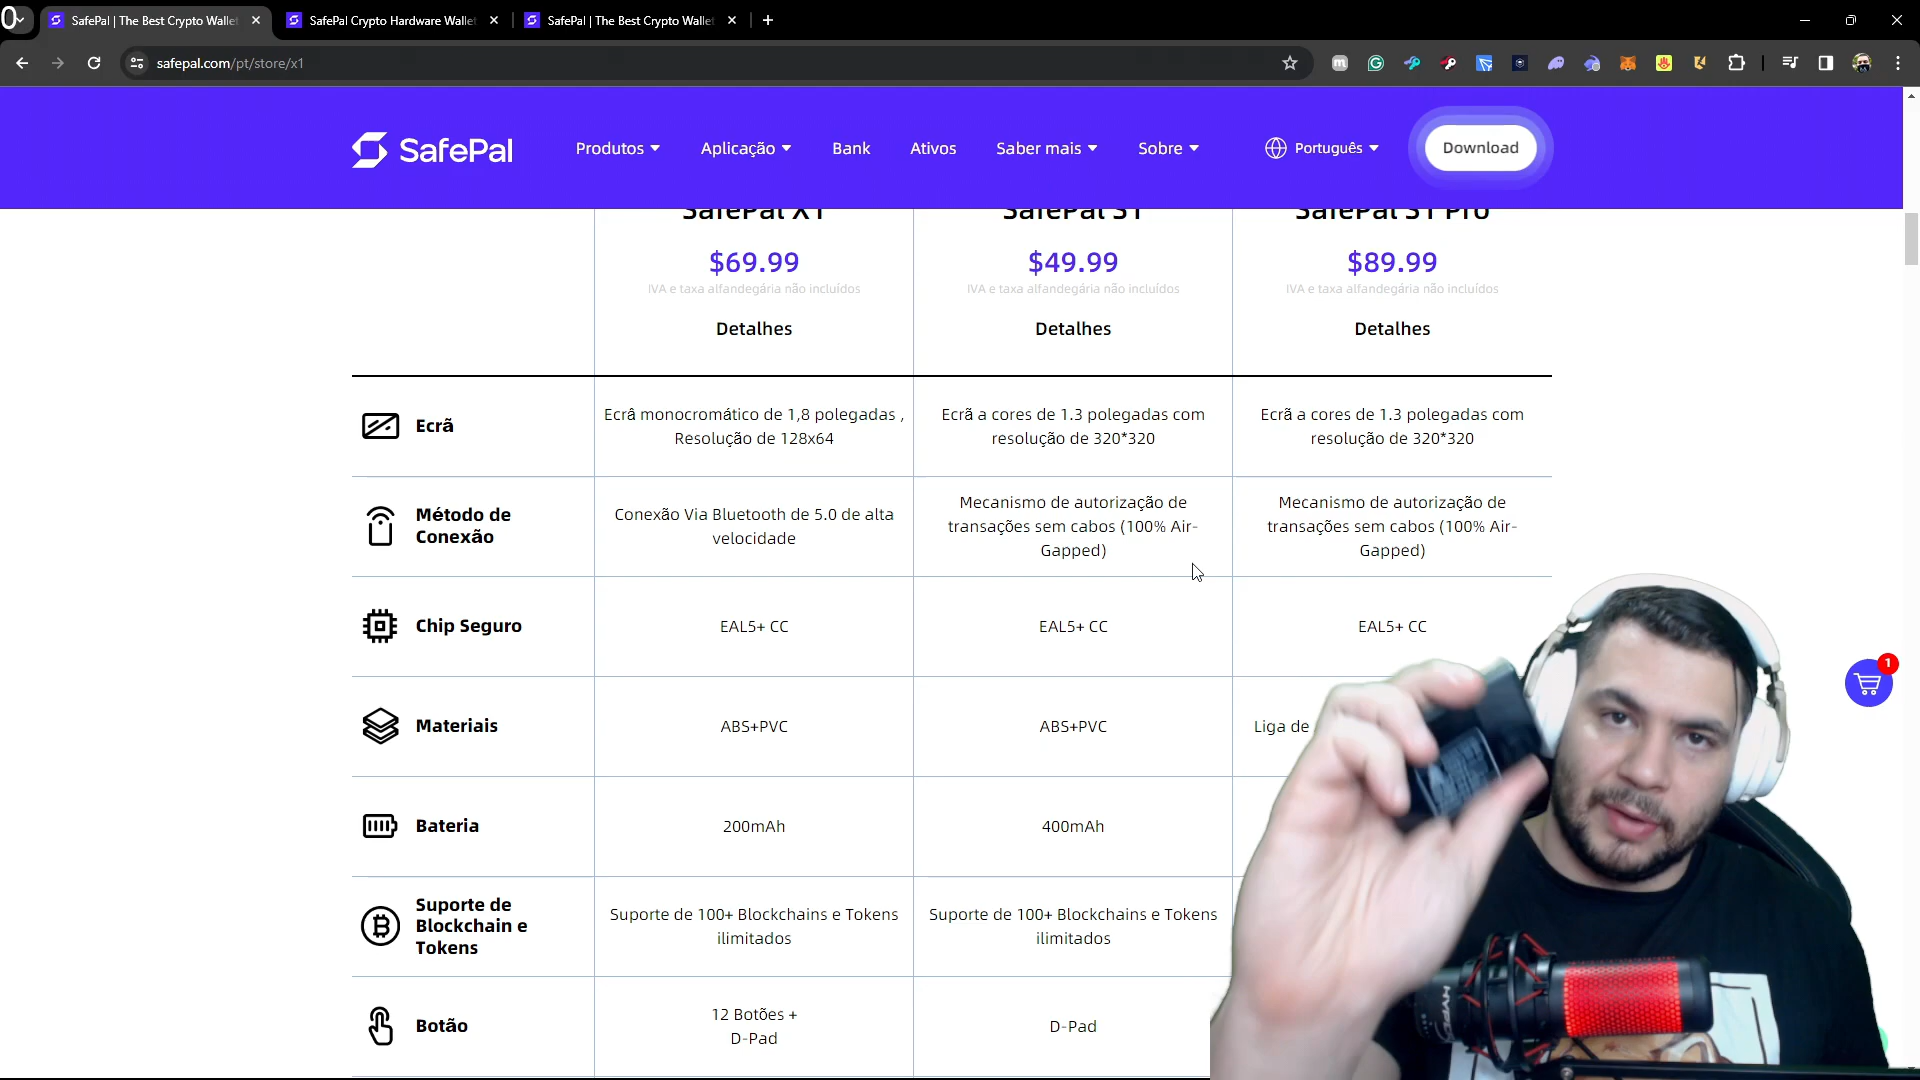 SafePal | The Best Crypto Wallet
SafePal Crypto Hardware Wallet
SafePal | The Best Crypto Wallet
safepal.com/pt/store/x1
SafePal
Produtos
Aplicação
Bank
Ativos
Saber mais
Sobre
Português
Download
SafePal X1
SafePal S1
SafePal S1 Pro
$69.99
$49.99
$89.99
IVA e taxa alfandegária não incluídos
IVA e taxa alfandegária não incluídos
IVA e taxa alfandegária não incluídos
Detalhes
Detalhes
Detalhes
Ecrã
Ecrâ monocromático de 1,8 polegadas ,
Resolução de 128x64
Ecrã a cores de 1.3 polegadas com
resolução de 320*320
Ecrã a cores de 1.3 polegadas com
resolução de 320*320
Método de
Conexão
Conexão Via Bluetooth de 5.0 de alta
velocidade
Mecanismo de autorização de
transações sem cabos (100% Air-
Gapped)
Mecanismo de autorização de
transações sem cabos (100% Air-
Gapped)
Chip Seguro
EAL5+ CC
EAL5+ CC
EAL5+ CC
Materiais
ABS+PVC
ABS+PVC
Liga de
Bateria
200mAh
400mAh
Suporte de
Blockchain e
Tokens
Suporte de 100+ Blockchains e Tokens
ilimitados
Suporte de 100+ Blockchains e Tokens
ilimitados
Botão
12 Botões +
D-Pad
D-Pad
1